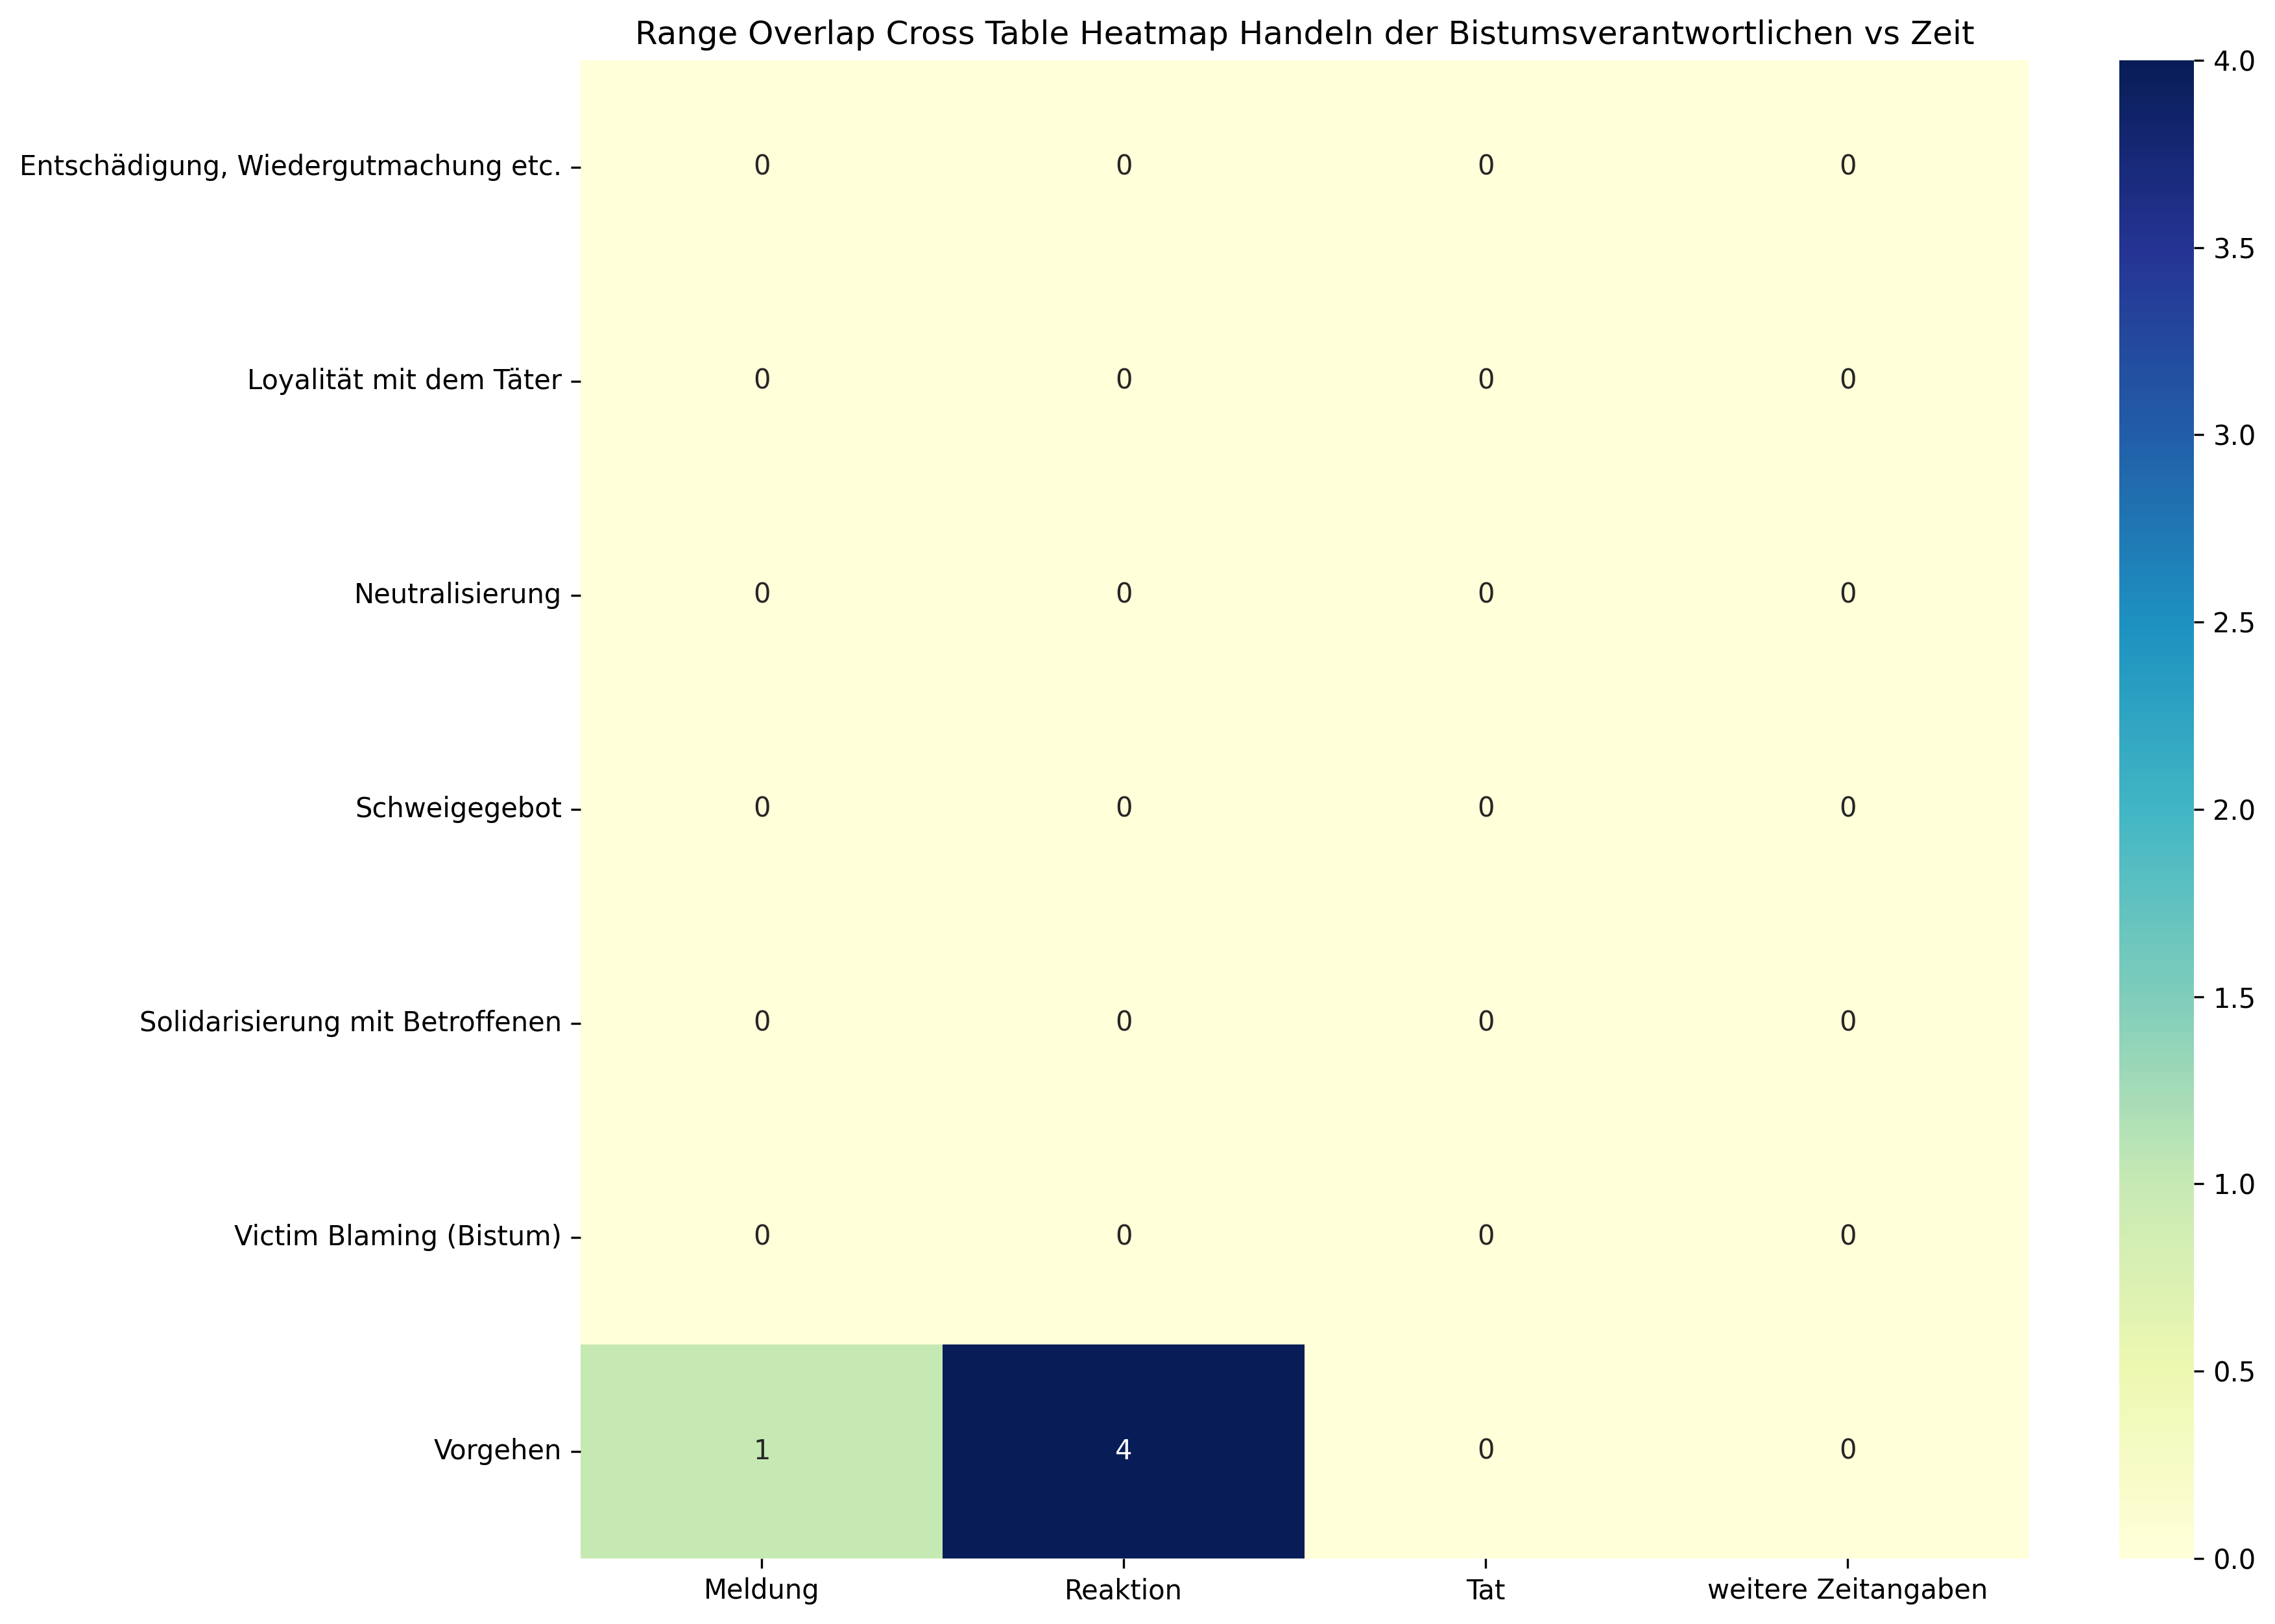 Range Overlap Cross Table Heatmap Handeln der Bistumsverantwortlichen vs Zeit
Entschädigung, Wiedergutmachung etc. 0 0 0 0
Loyalität mit dem Täter 0 0 0 0
Neutralisierung 0 0 0 0
Schweigegebot 0 0 0 0
Solidarisierung mit Betroffenen 0 0 0 0
Victim Blaming (Bistum) 0 0 0 0
Vorgehen 1 4 0 0
Meldung Reaktion Tat weitere Zeitangaben
4.0
3.5
3.0
2.5
2.0
1.5
1.0
0.5
0.0